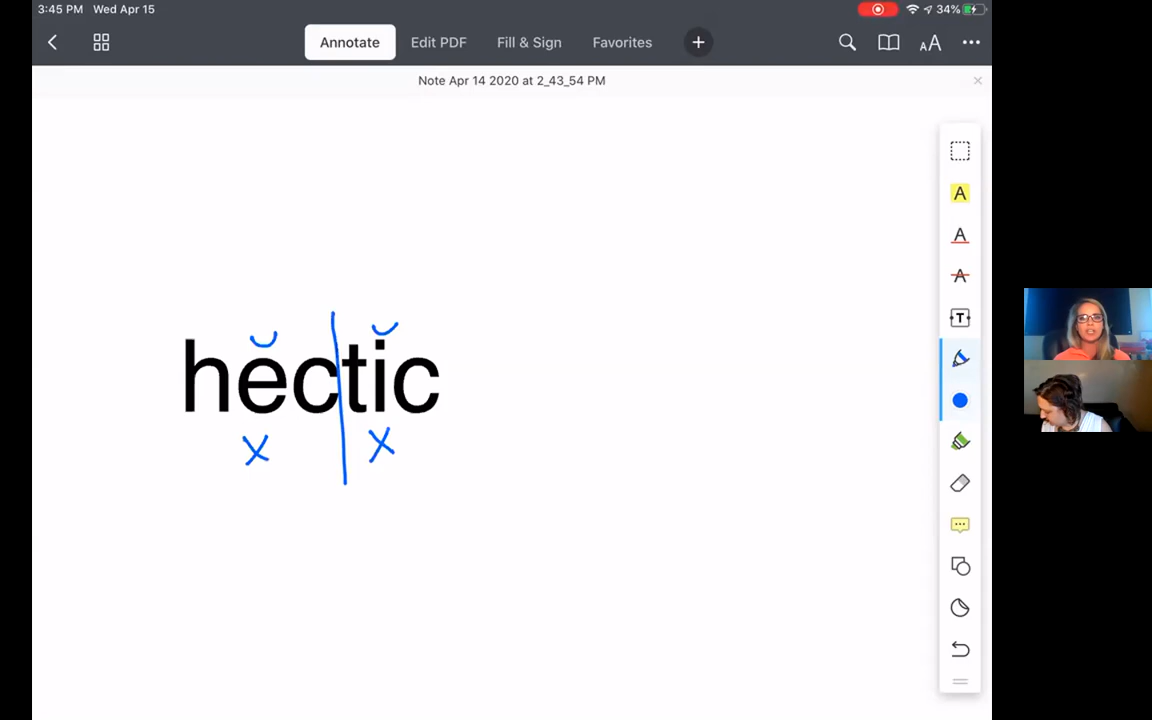 3:45 PM Wed Apr 15
34%
Annotate Edit PDF Fill & Sign Favorites
AA
Note Apr 14 2020 at 2_43_54 PM
A
A
A
T
hectic
x x